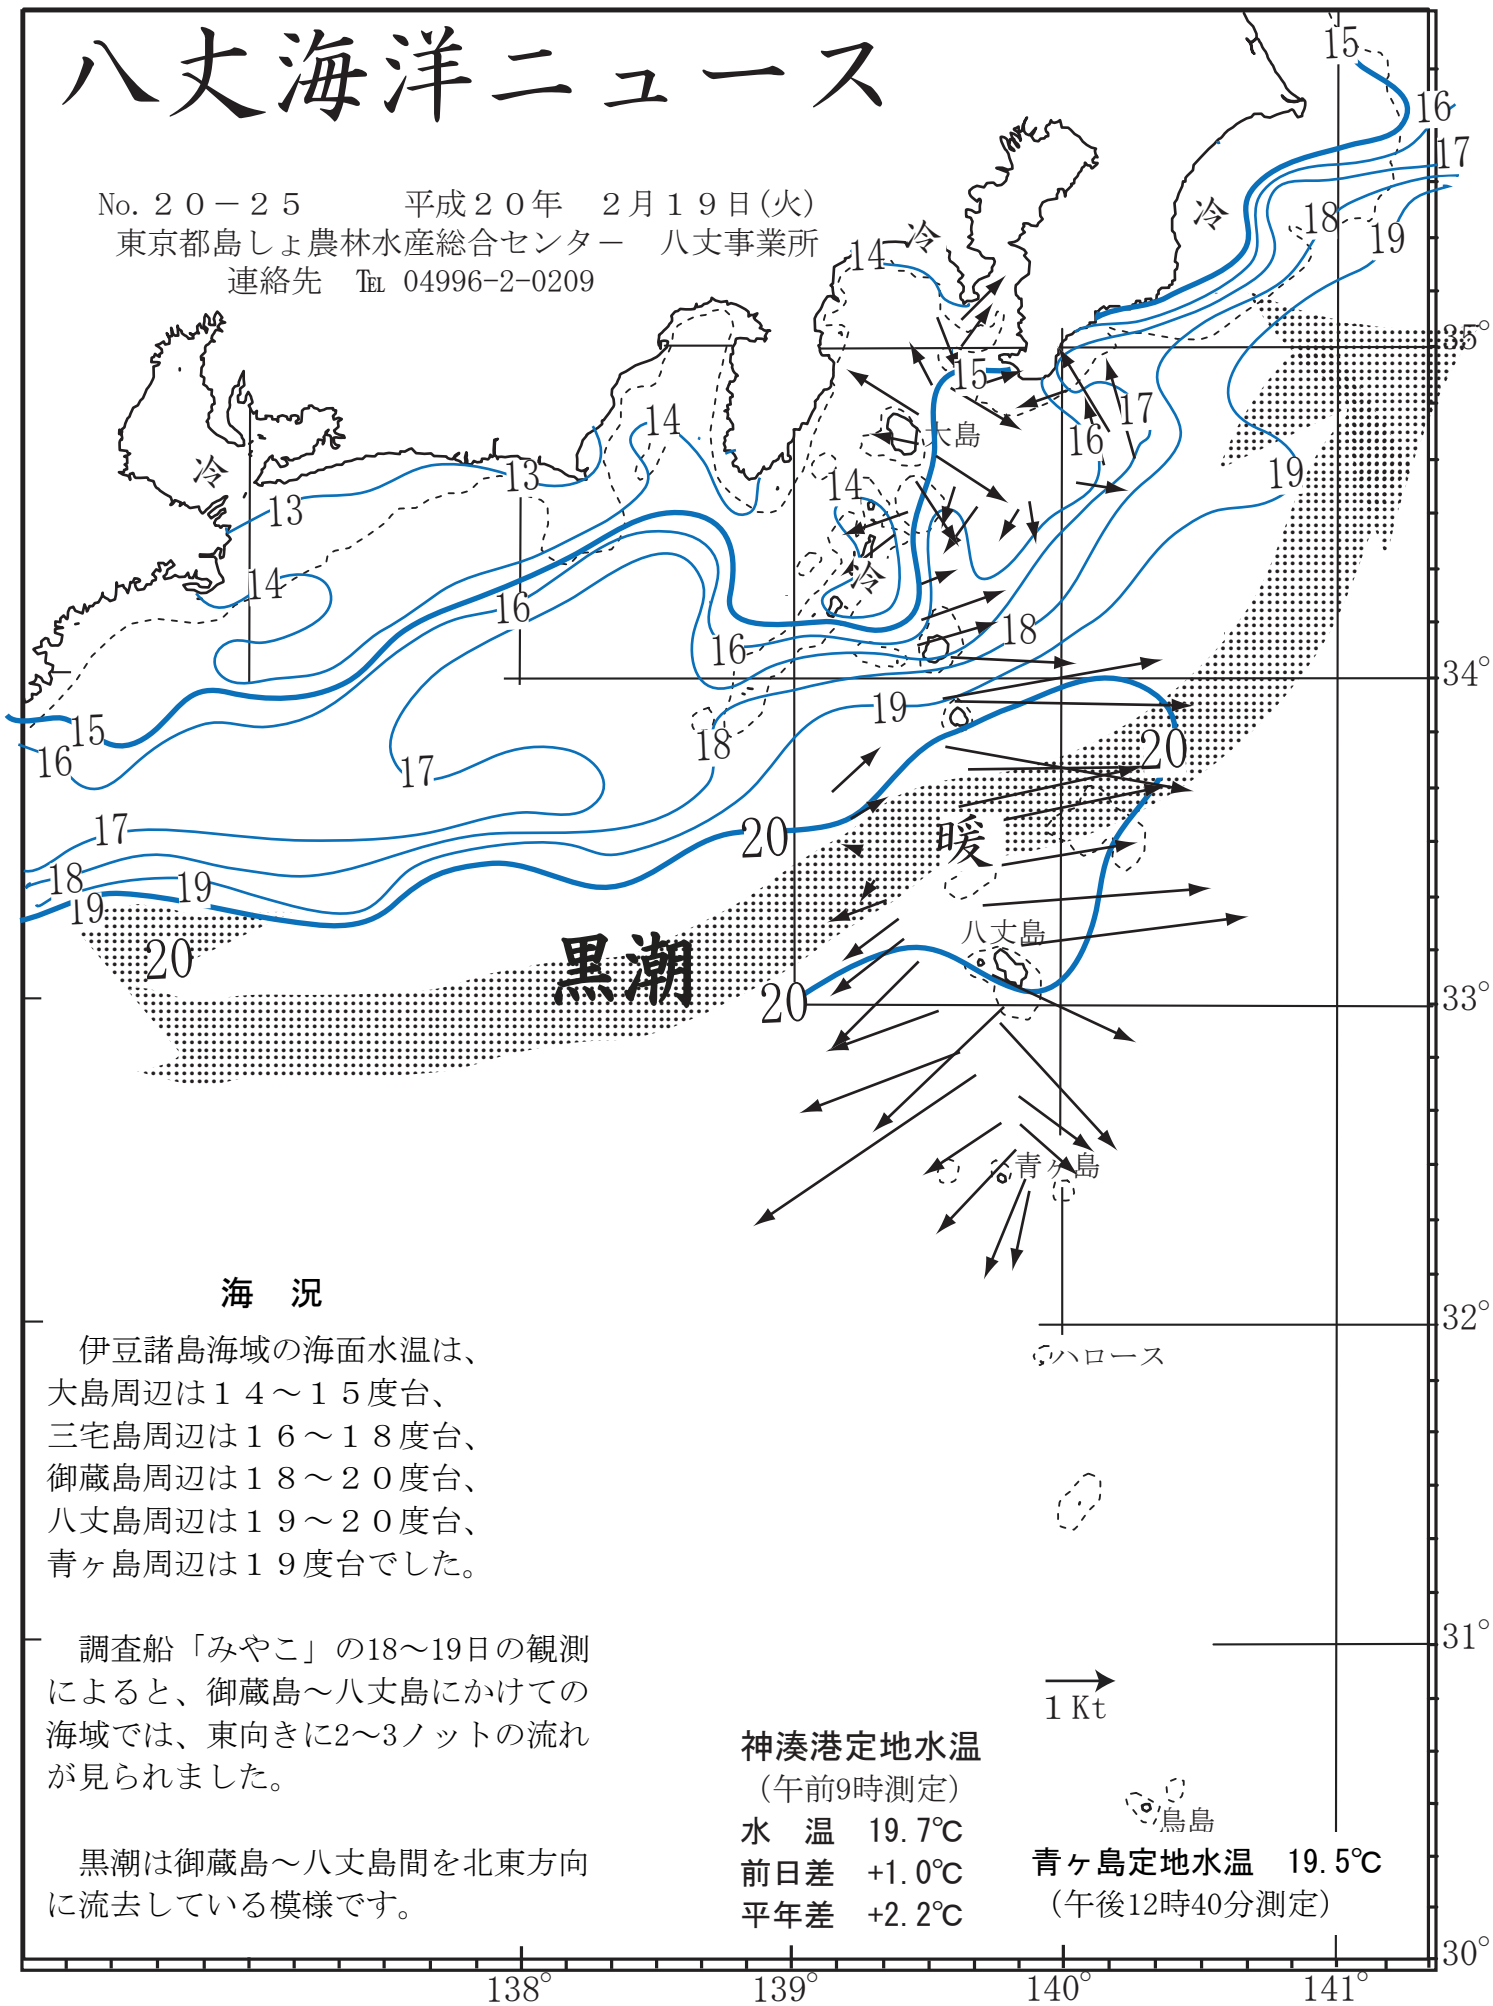 八丈海洋ニュース
No.２０－２５　　　平成２０年　２月１９日(火)
東京都島しょ農林水産総合センター　八丈事業所
連絡先　℡ 04996-2-0209
15
16
17
18
19
冷
冷
14
35°
15
17
16
大島
14
14
冷
13
13
19
冷
14
16
16
18
34°
15
16
17
18
19
20
17
20
暖
18
19
19
20
黒潮
八丈島
20
33°
青ヶ島
32°
ハロース
31°
1 Kt
鳥島
30°
138°
139°
140°
141°
海　況
伊豆諸島海域の海面水温は、
大島周辺は１４～１５度台、
三宅島周辺は１６～１８度台、
御蔵島周辺は１８～２０度台、
八丈島周辺は１９～２０度台、
青ヶ島周辺は１９度台でした。
調査船「みやこ」の18～19日の観測
によると、御蔵島～八丈島にかけての
海域では、東向きに2～3ノットの流れ
が見られました。
黒潮は御蔵島～八丈島間を北東方向
に流去している模様です。
神湊港定地水温
（午前9時測定）
水　温　19.7℃
前日差　+1.0℃
平年差　+2.2℃
青ヶ島定地水温　19.5℃
（午後12時40分測定）